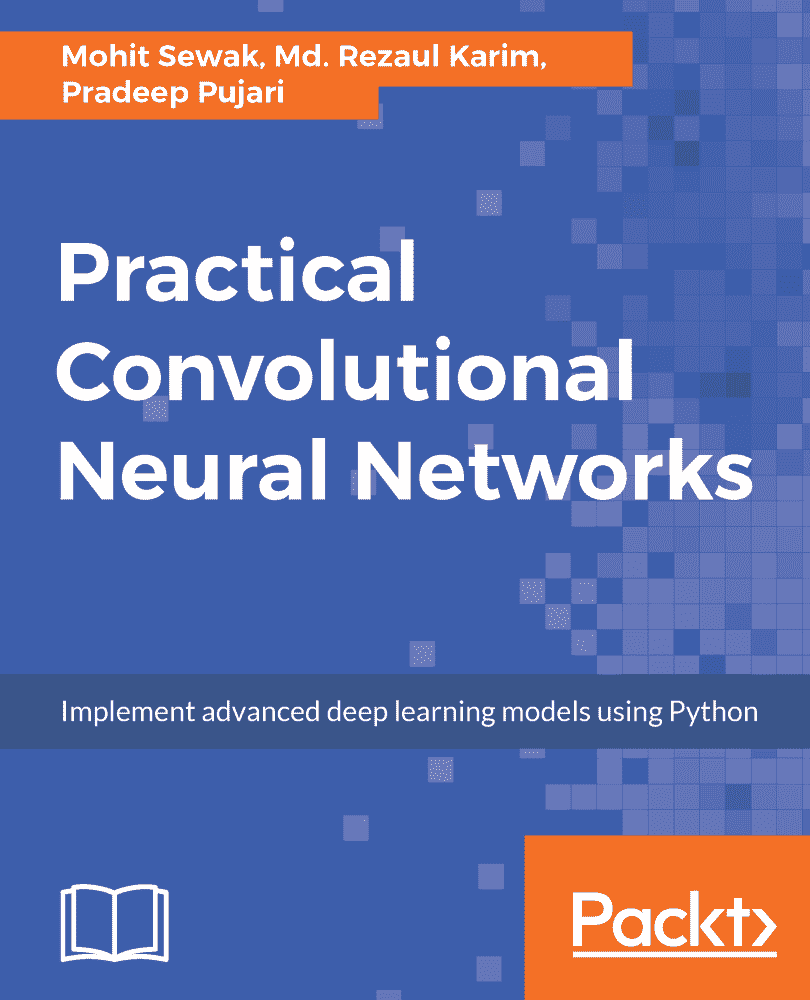 Mohit Sewak, Md. Rezaul Karim,
Pradeep Pujari
Practical
Convolutional
Neural Networks
Implement advanced deep learning models using Python
Packt>